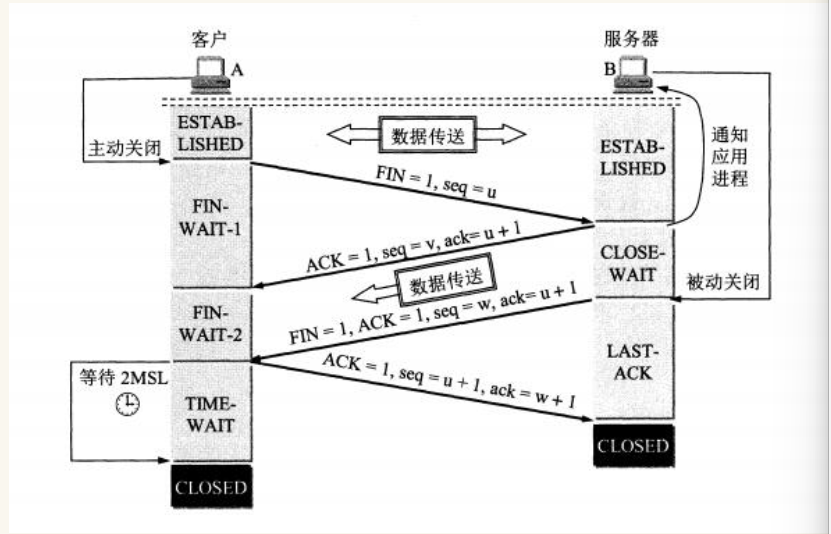 客户
服务器
A
B
ESTAB-
LISHED
数据传送
ESTAB-
LISHED
通知
应用
进程
主动关闭
FIN = 1, seq = u
FIN-
WAIT-1
ACK = 1, seq = v, ack= u + 1
CLOSE-
WAIT
数据传送
被动关闭
FIN-
WAIT-2
FIN = 1, ACK = 1, seq = w, ack= u + 1
LAST-
ACK
等待 2MSL
ACK = 1, seq = u + 1, ack = w + 1
TIME-
WAIT
CLOSED
CLOSED